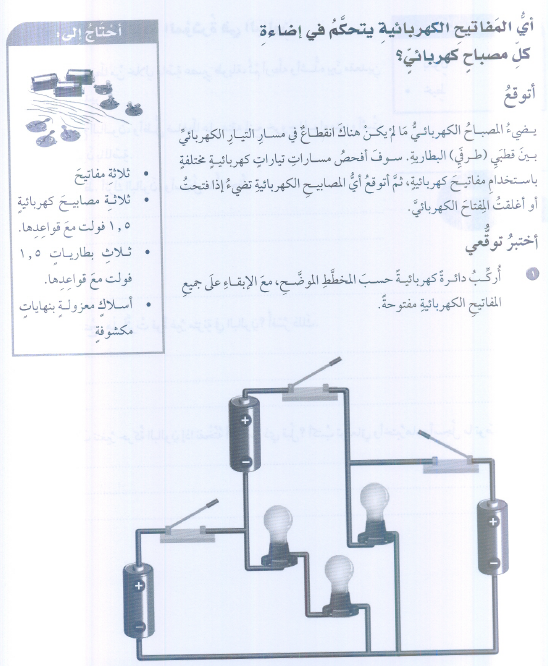 أيُّ المَفاتيحِ الكهربائيةِ يتحكَّمُ في إضاءةِ
كلِّ مصباحٍ كَهربائيٍّ؟
أتوقعُ
يضيءُ المصباحُ الكهربائيُّ مَا لمْ يكنْ هناكَ انقطاعٌ في مسارِ التيارِ الكهربائيِّ
بينَ قطبَي (طرفَي) البطاريةِ. سوفَ أفحصُ مساراتِ تياراتٍ كهربائيةٍ مختلفةٍ
باستخدامِ مفاتيحَ كهربائيةٍ، ثمَّ أتوقعُ أيُّ المصابيحِ الكهربائيةِ تضيءُ إذا فتحتُ
أو أغلقتُ المِفتاحَ الكهربائيَّ.
أختبرُ توقُّعي
١ أُركِّبُ دائرةً كهربائيةً حسبَ المخطَّطِ الموضَّحِ، معَ الإبقاءِ علَى جميعِ
المفاتيحِ الكهربائيةِ مفتوحةً.
أحتاجُ إلى:
• ثلاثةِ مفاتيحَ
• ثلاثةِ مصابيحَ كهربائيةٍ
١,٥ فولت معَ قواعدِها.
• ثلاثِ بطارياتٍ ١,٥
فولت معَ قواعدِها.
• أسلاكٍ معزولةٍ بنهاياتٍ
مكشوفةٍ
+
−
+
−
+
−